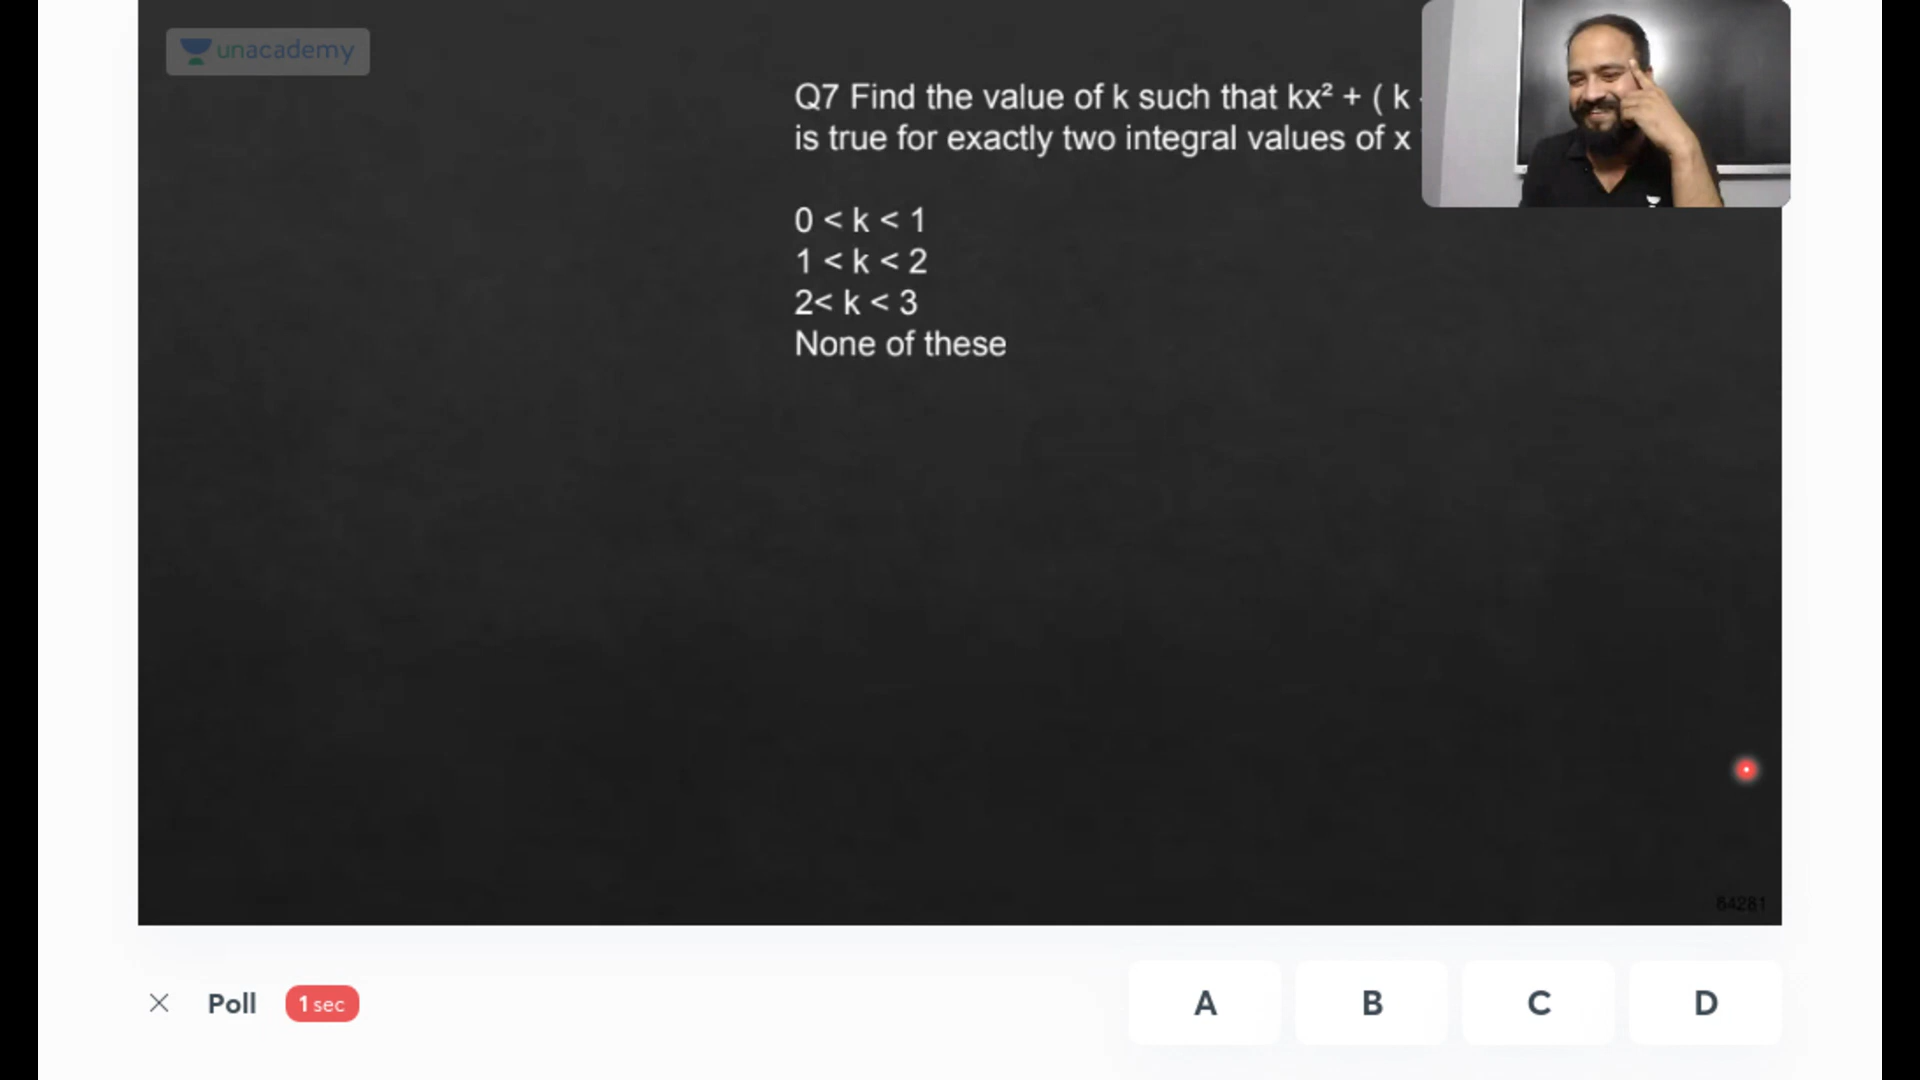 unacademy
Q7 Find the value of k such that kx² + ( k
is true for exactly two integral values of x
0 < k < 1
1 < k < 2
2< k < 3
None of these
84281
Poll
1 sec
A
B
C
D